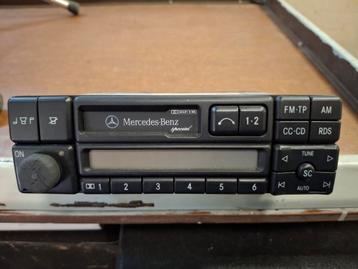 Mercedes-Benz
special
1·2
FM·TP
AM
CC·CD
RDS
ON
1 2 3 4 5 6
TUNE
SC
AUTO